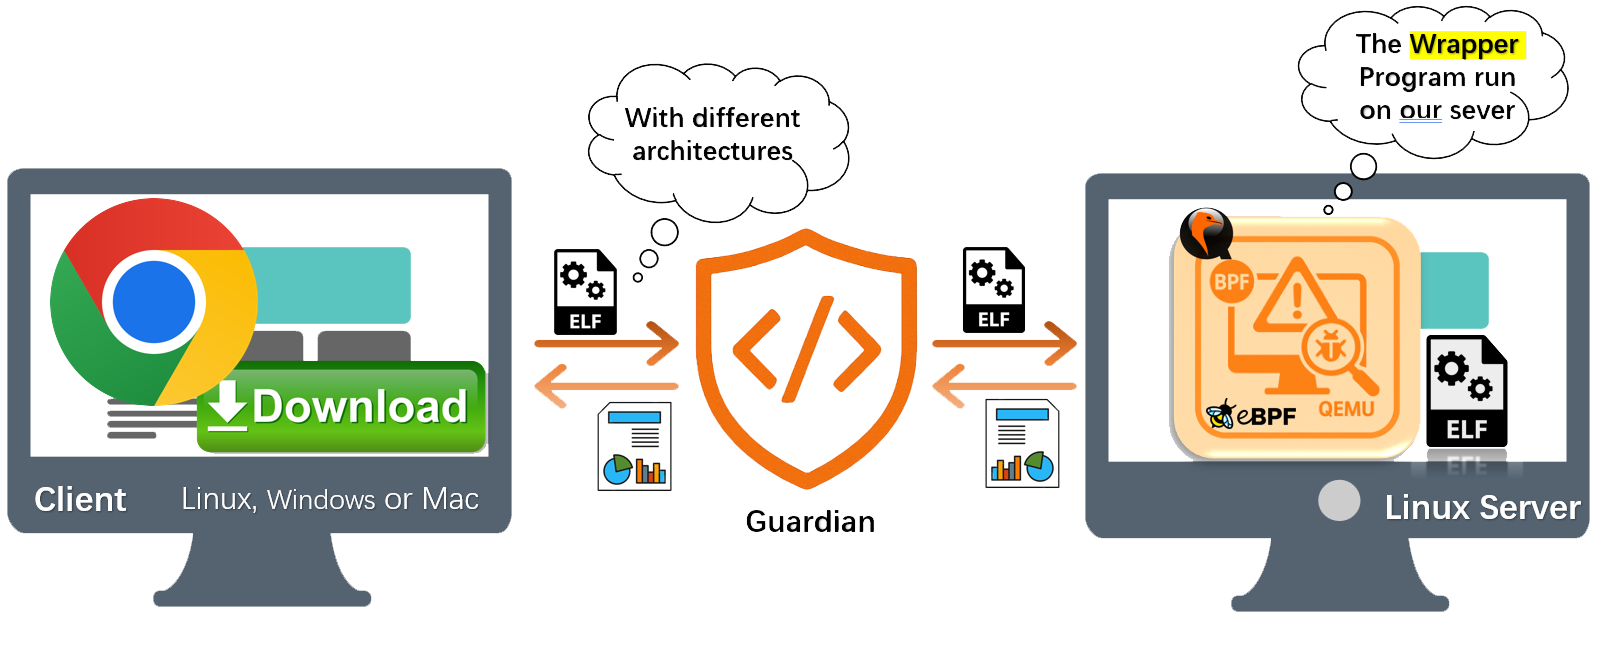 The Wrapper
Program run
on our sever
With different
architectures
ELF
ELF
Download
BPF
eBPF
QEMU
ELF
Client
Linux, Windows or Mac
Guardian
Linux Server